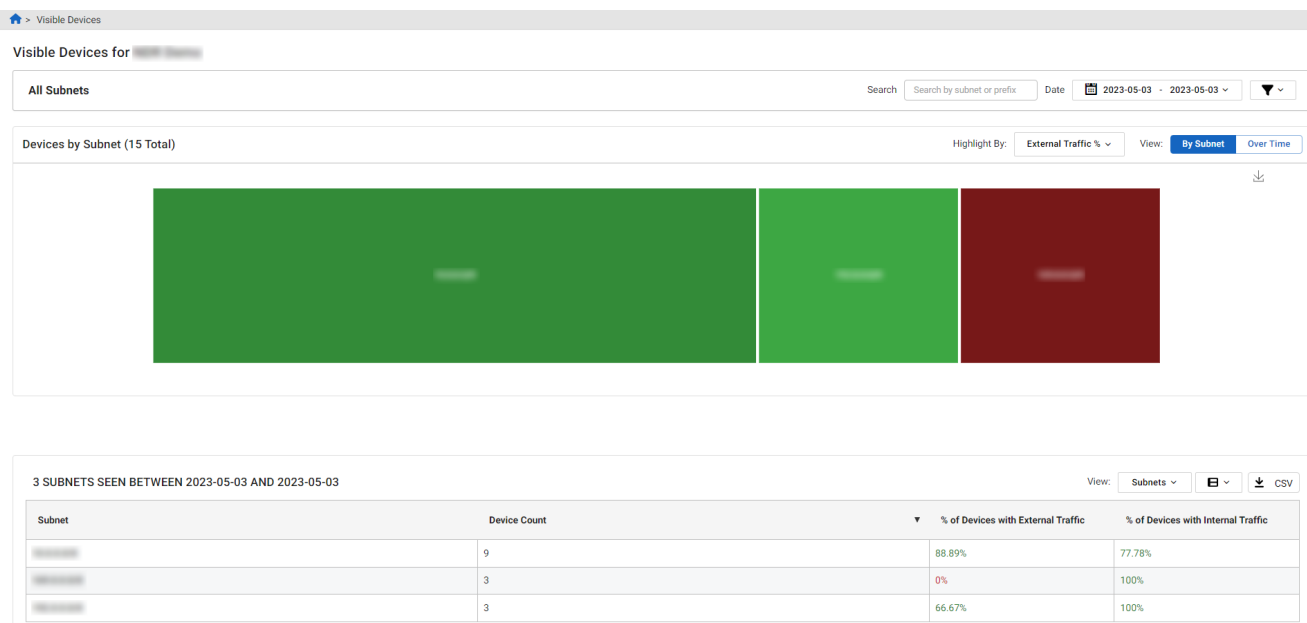 > Visible Devices
Visible Devices for
All Subnets
Search Search by subnet or prefix Date 2023-05-03 - 2023-05-03
Devices by Subnet (15 Total)
Highlight By: External Traffic % View: By Subnet Over Time
3 SUBNETS SEEN BETWEEN 2023-05-03 AND 2023-05-03
View: Subnets CSV
Subnet Device Count ▼ % of Devices with External Traffic % of Devices with Internal Traffic
9 88.89% 77.78%
3 0% 100%
3 66.67% 100%